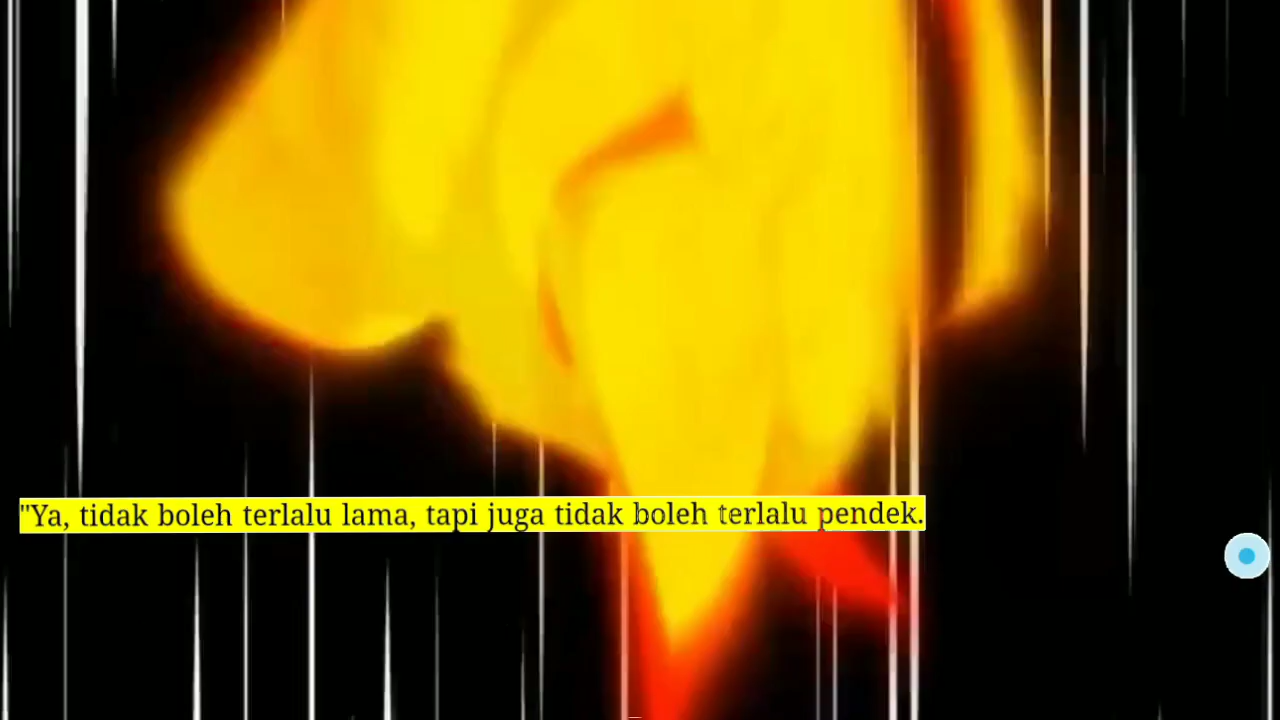 "Ya, tidak boleh terlalu lama, tapi juga tidak boleh terlalu pendek.